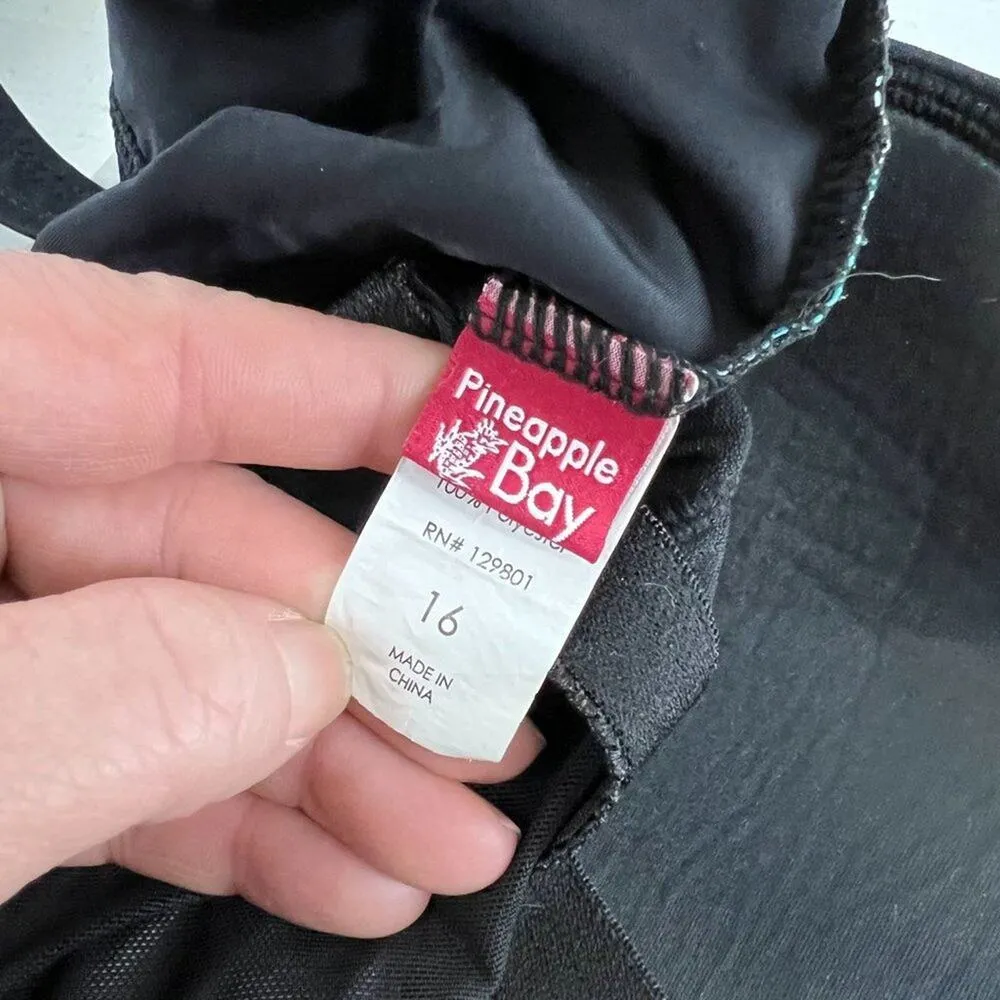 Pineapple
Bay
100% Polyester
RN# 129801
16
MADE IN
CHINA